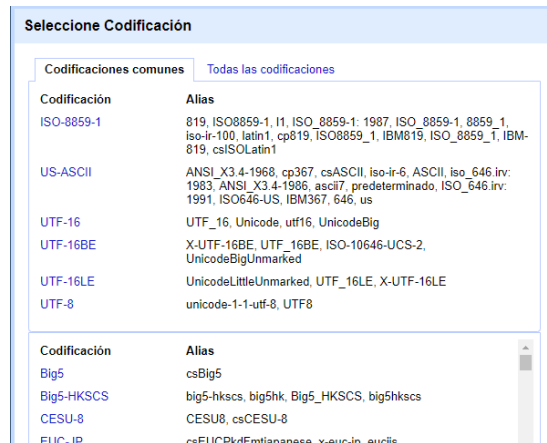 Seleccione Codificación
Codificaciones comunes Todas las codificaciones
Codificación Alias
ISO-8859-1 819, ISO8859-1, l1, ISO_8859-1: 1987, ISO_8859-1, 8859_1,
iso-ir-100, latin1, cp819, ISO8859_1, IBM819, ISO_8859_1, IBM-
819, csISOLatin1
US-ASCII ANSI_X3.4-1968, cp367, csASCII, iso-ir-6, ASCII, iso_646.irv:
1983, ANSI_X3.4-1986, ascii7, predeterminado, ISO_646.irv:
1991, ISO646-US, IBM367, 646, us
UTF-16 UTF_16, Unicode, utf16, UnicodeBig
UTF-16BE X-UTF-16BE, UTF_16BE, ISO-10646-UCS-2,
UnicodeBigUnmarked
UTF-16LE UnicodeLittleUnmarked, UTF_16LE, X-UTF-16LE
UTF-8 unicode-1-1-utf-8, UTF8
Codificación Alias
Big5 csBig5
Big5-HKSCS big5-hkscs, big5hk, Big5_HKSCS, big5hkscs
CESU-8 CESU8, csCESU-8
EUC-JP x-euc-jp, eucjis